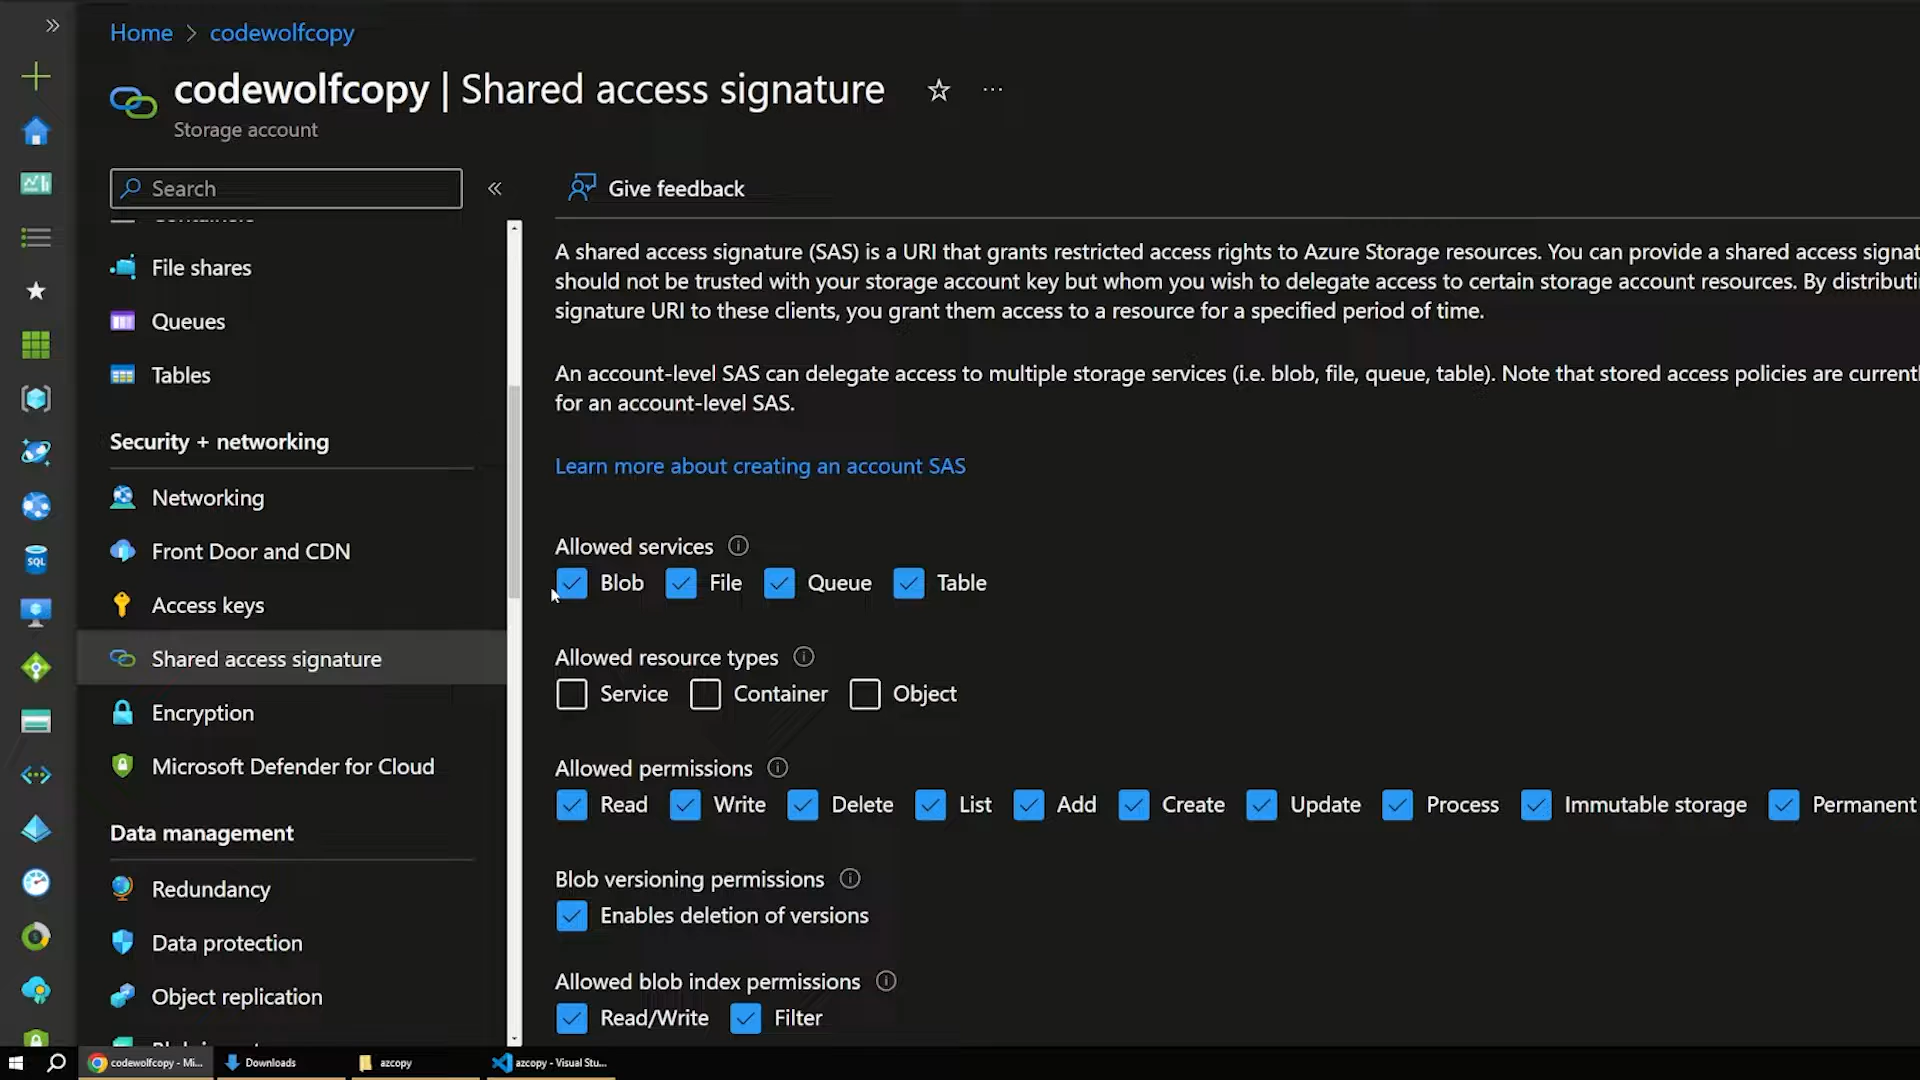 Home > codewolfcopy
codewolfcopy | Shared access signature
Storage account
Search
Give feedback
File shares
Queues
Tables
Security + networking
Networking
Front Door and CDN
Access keys
Shared access signature
Encryption
Microsoft Defender for Cloud
Data management
Redundancy
Data protection
Object replication
A shared access signature (SAS) is a URI that grants restricted access rights to Azure Storage resources. You can provide a shared access signat
should not be trusted with your storage account key but whom you wish to delegate access to certain storage account resources. By distributi
signature URI to these clients, you grant them access to a resource for a specified period of time.
An account-level SAS can delegate access to multiple storage services (i.e. blob, file, queue, table). Note that stored access policies are current
for an account-level SAS.
Learn more about creating an account SAS
Allowed services
Blob File Queue Table
Allowed resource types
Service Container Object
Allowed permissions
Read Write Delete List Add Create Update Process Immutable storage Permanent
Blob versioning permissions
Enables deletion of versions
Allowed blob index permissions
Read/Write Filter
SQL
codewolfcopy - Mi... Downloads azcopy azcopy - Visual Stu...